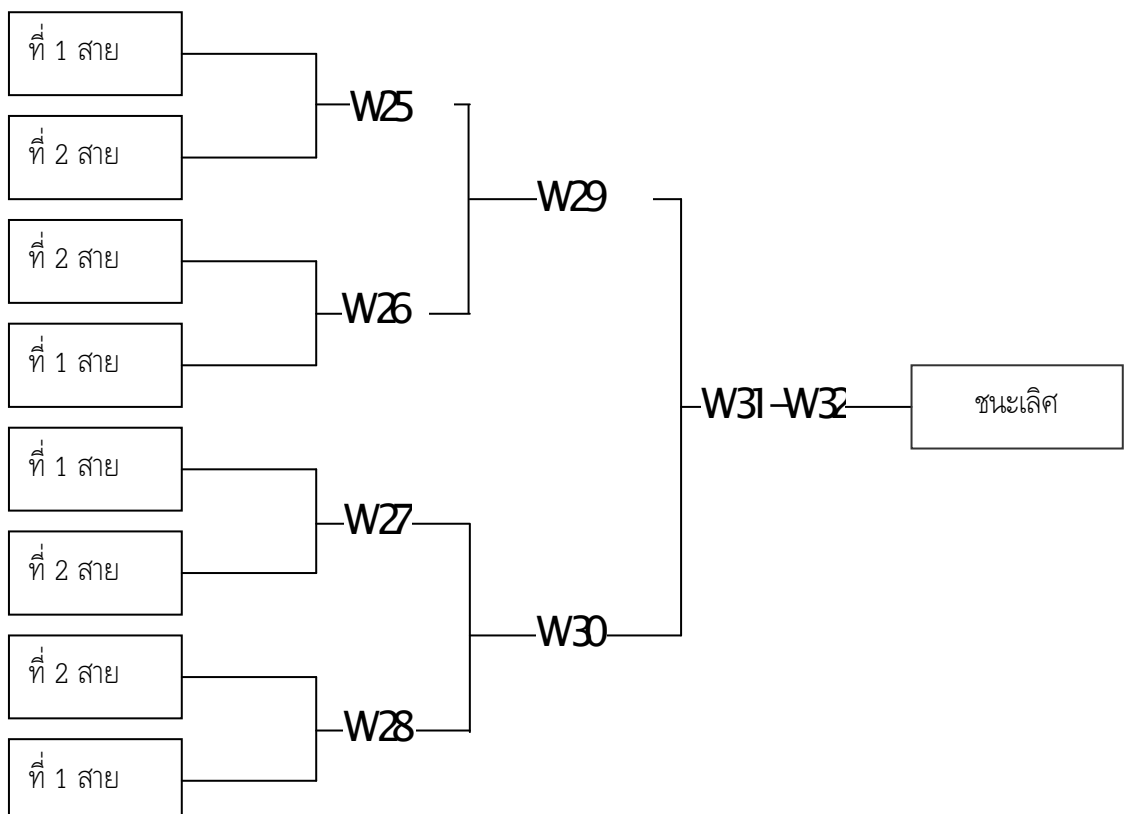 ที่ 1 สาย
ที่ 2 สาย
ที่ 2 สาย
ที่ 1 สาย
ที่ 1 สาย
ที่ 2 สาย
ที่ 2 สาย
ที่ 1 สาย
W25
W26
W27
W28
W29
W30
W31–W32
ชนะเลิศ